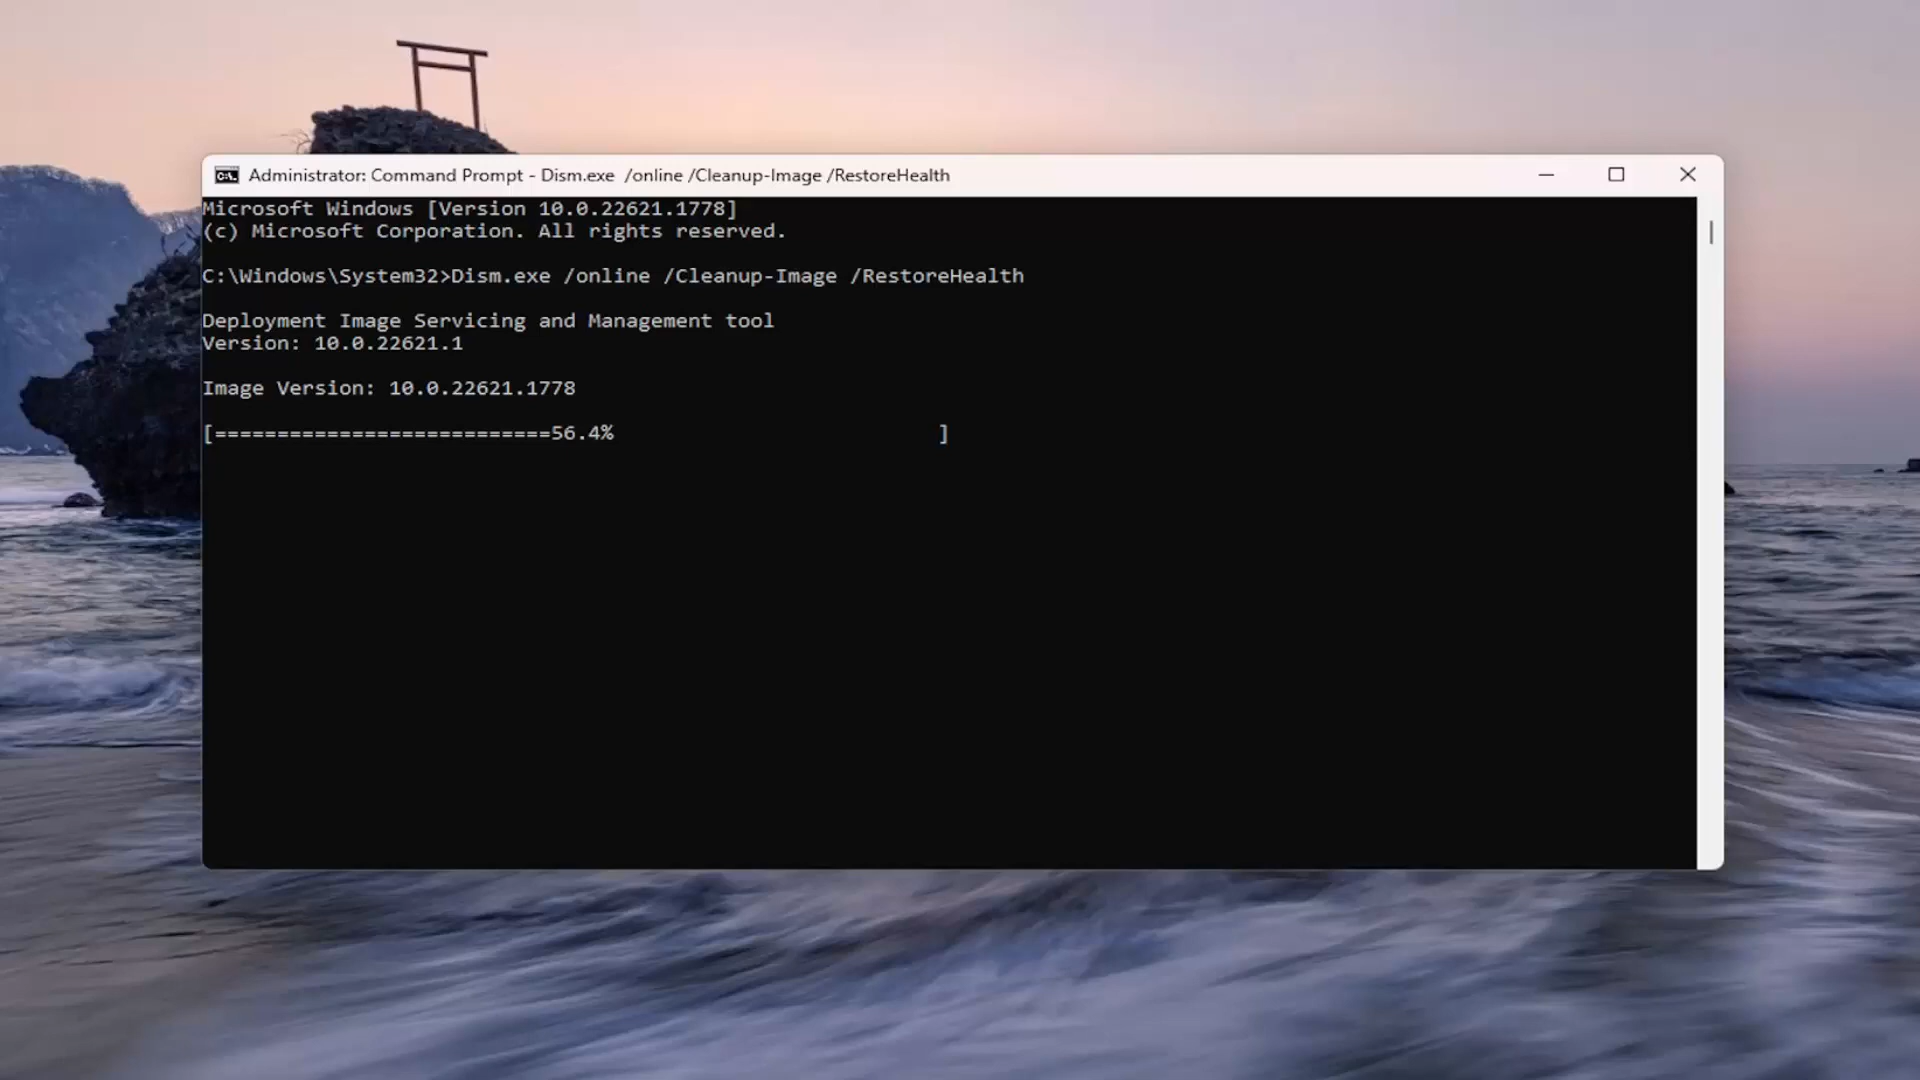 Administrator: Command Prompt - Dism.exe  /online /Cleanup-Image /RestoreHealth
Microsoft Windows [Version 10.0.22621.1778]
(c) Microsoft Corporation. All rights reserved.
C:\Windows\System32>Dism.exe /online /Cleanup-Image /RestoreHealth
Deployment Image Servicing and Management tool
Version: 10.0.22621.1
Image Version: 10.0.22621.1778
[===========================56.4%                          ]